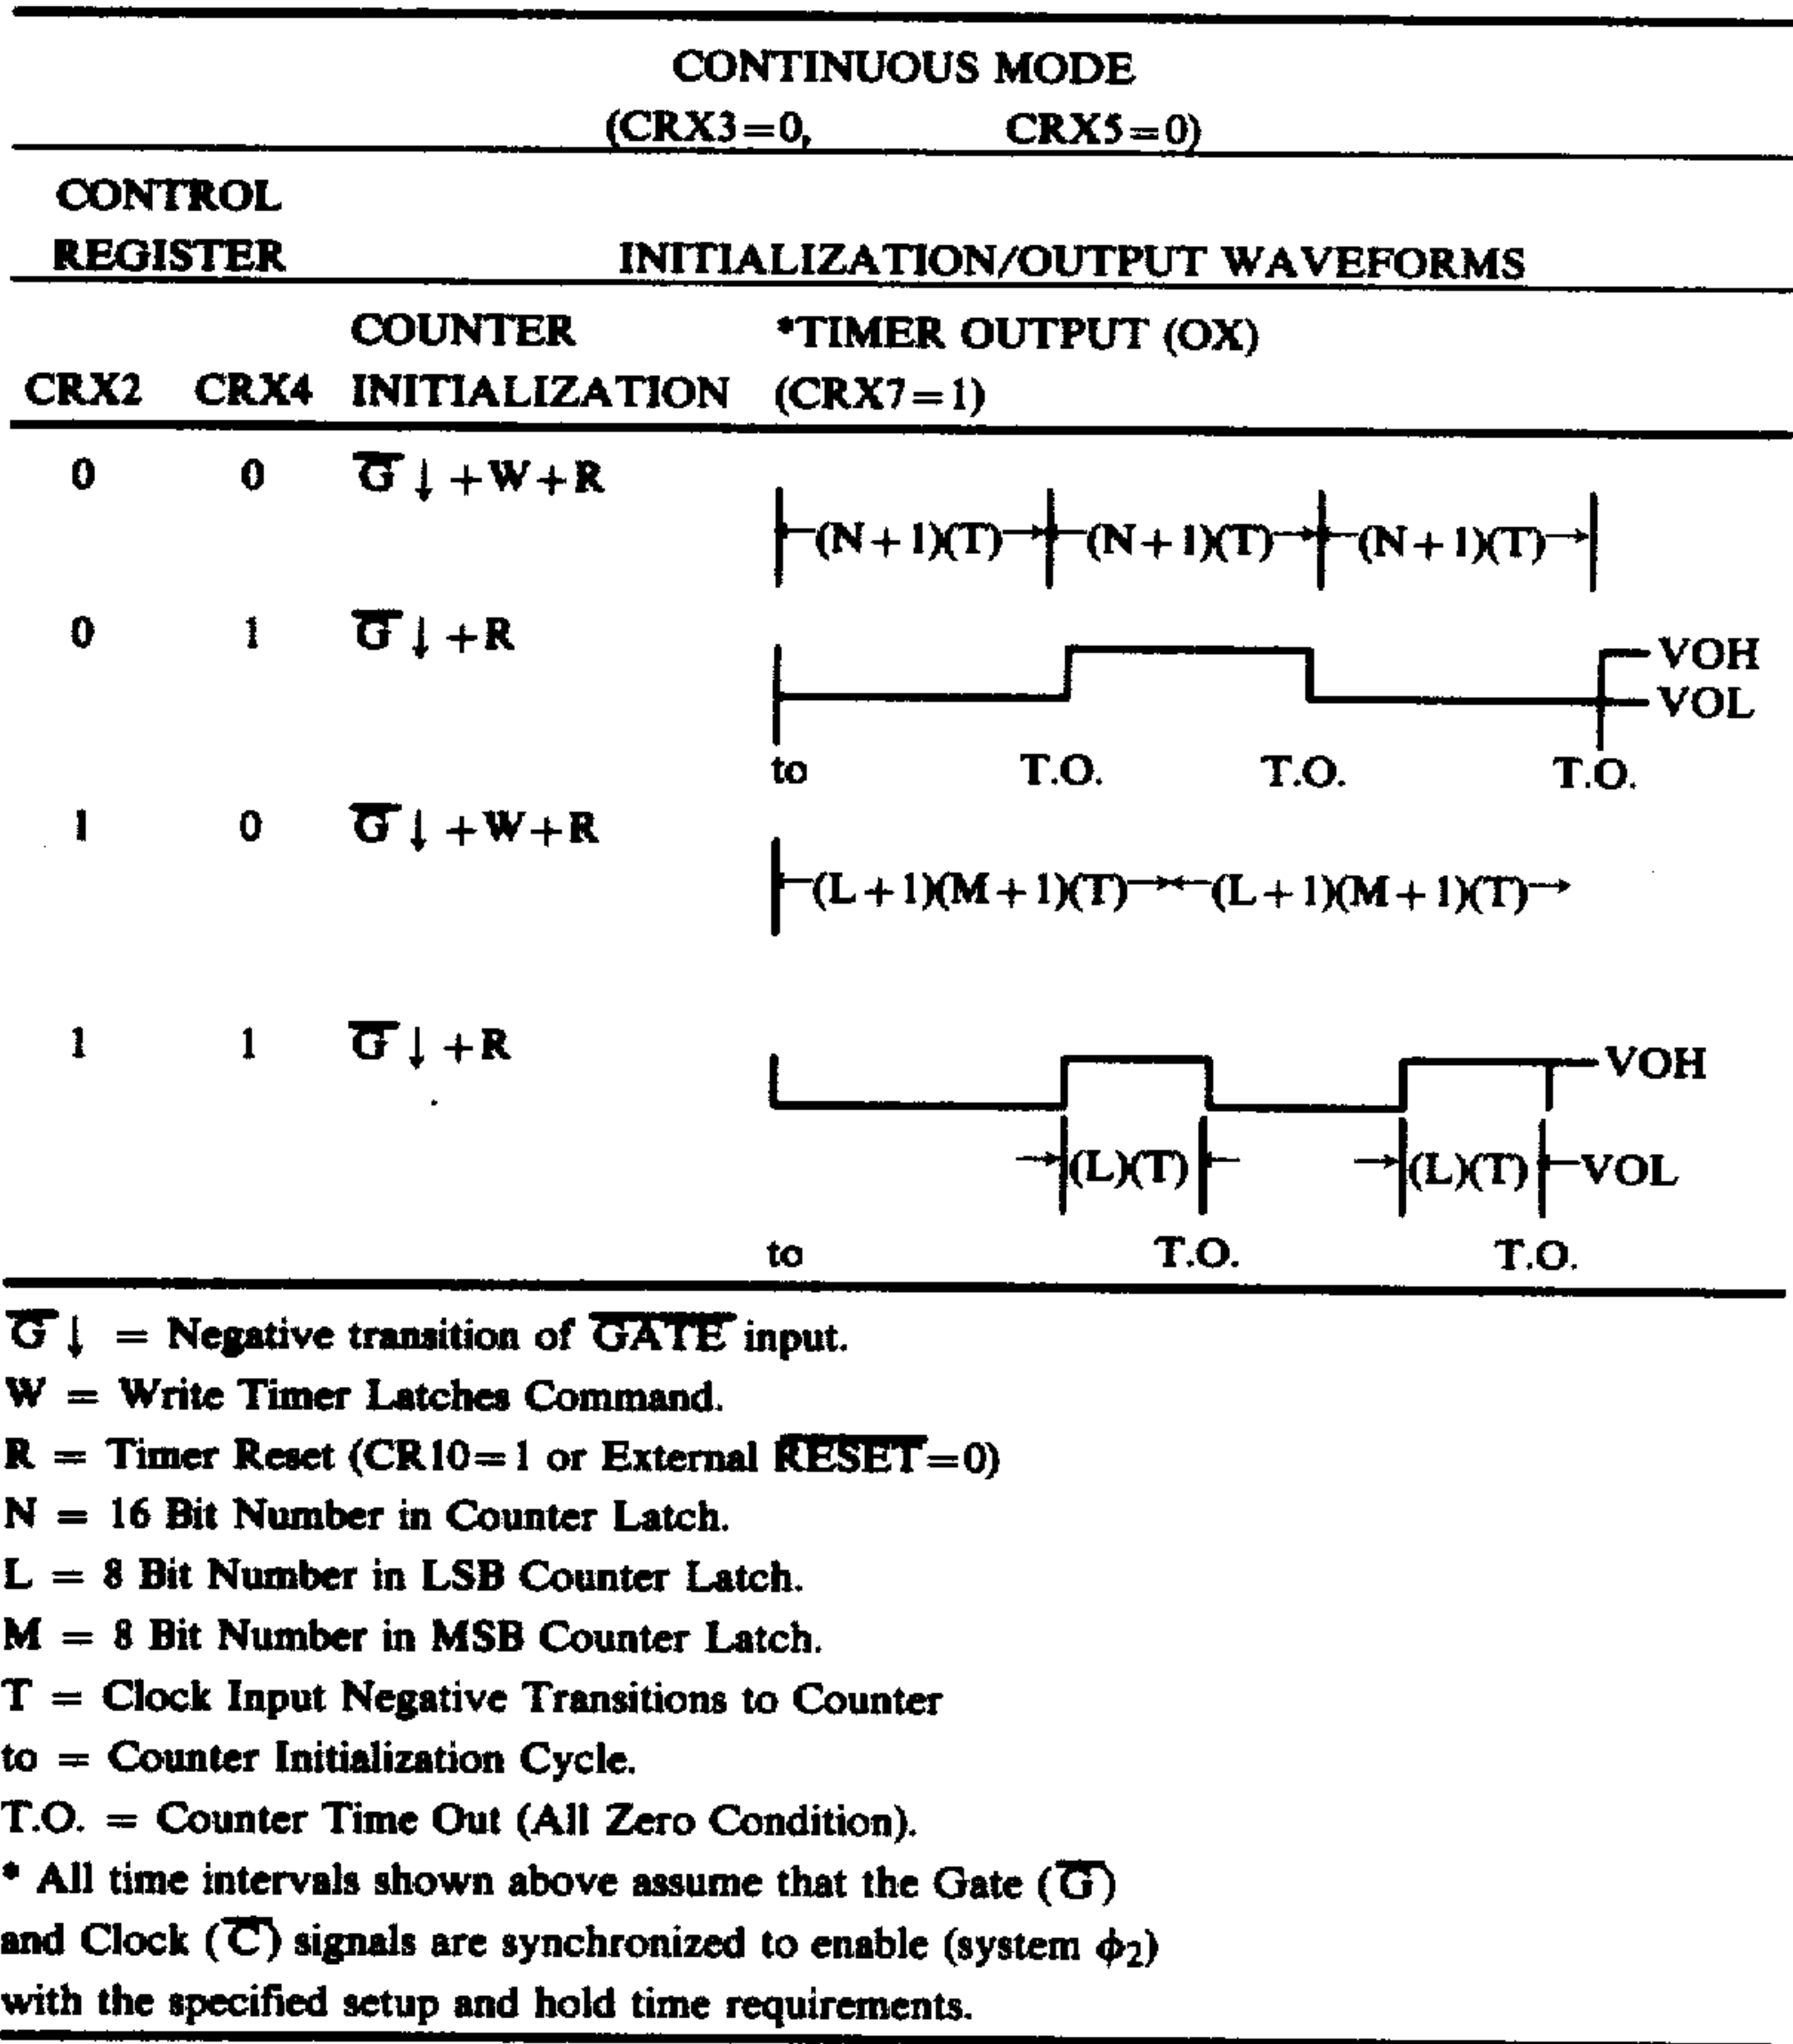 CONTINUOUS MODE
(CRX3=0, CRX5=0)
CONTROL
REGISTER INITIALIZATION/OUTPUT WAVEFORMS
COUNTER *TIMER OUTPUT (OX)
CRX2 CRX4 INITIALIZATION (CRX7=1)
0 0 G̅↓+W+R
(N+1)(T) (N+1)(T) (N+1)(T)
0 1 G̅↓+R
VOH
VOL
to T.O. T.O. T.O.
1 0 G̅↓+W+R
(L+1)(M+1)(T) (L+1)(M+1)(T)
1 1 G̅↓+R
VOH
(L)(T) (L)(T) VOL
to T.O. T.O.
G̅↓ = Negative transition of G̅A̅T̅E̅ input.
W = Write Timer Latches Command.
R = Timer Reset (CR10=1 or External R̅E̅S̅E̅T̅=0)
N = 16 Bit Number in Counter Latch.
L = 8 Bit Number in LSB Counter Latch.
M = 8 Bit Number in MSB Counter Latch.
T = Clock Input Negative Transitions to Counter
to = Counter Initialization Cycle.
T.O. = Counter Time Out (All Zero Condition).
* All time intervals shown above assume that the Gate (G̅)
and Clock (C̅) signals are synchronized to enable (system ϕ₂)
with the specified setup and hold time requirements.